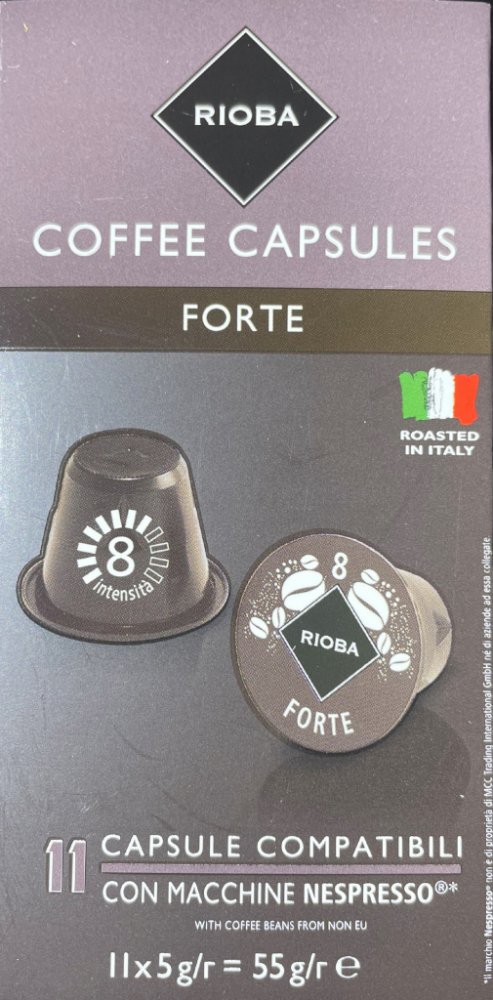 RIOBA
COFFEE CAPSULES
FORTE
ROASTED
IN ITALY
8
intensità
8
RIOBA
FORTE
11 CAPSULE COMPATIBILI
CON MACCHINE NESPRESSO®*
WITH COFFEE BEANS FROM NON EU
11x5g/r = 55g/r e
*il marchio Nespresso® non è di proprietà di MCC Trading International GmbH né di aziende ad essa collegate